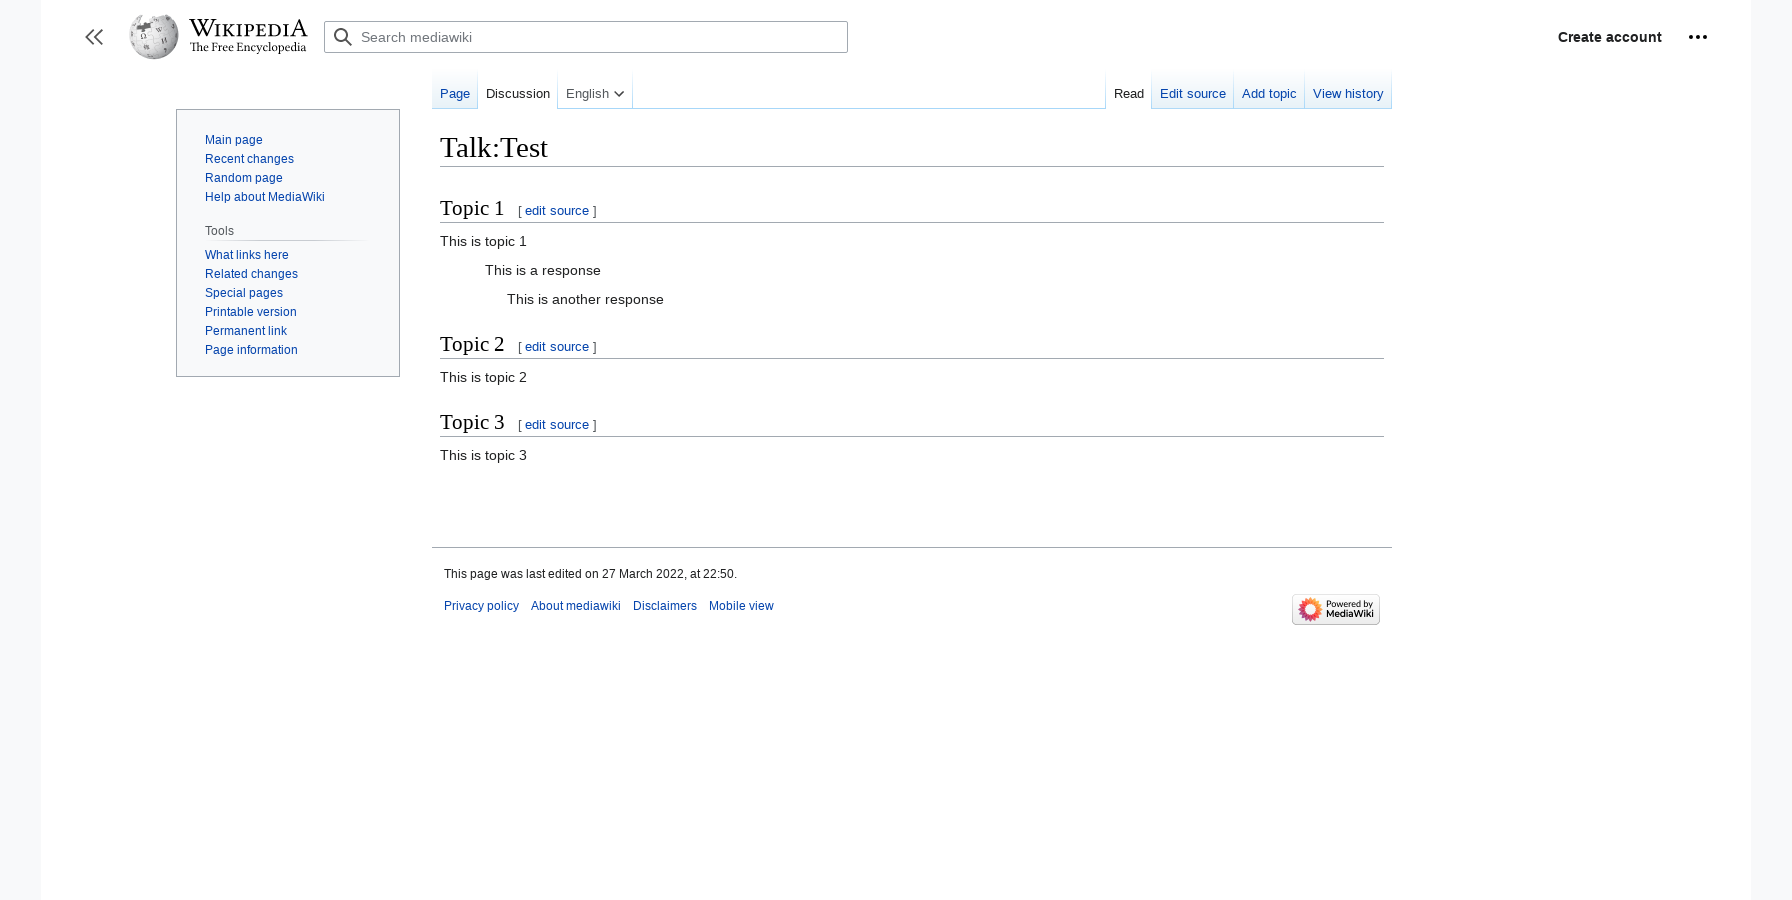 WIKIPEDIA
The Free Encyclopedia
Search mediawiki
Create account
Page Discussion English Read Edit source Add topic View history
Main page
Recent changes
Random page
Help about MediaWiki
Tools
What links here
Related changes
Special pages
Printable version
Permanent link
Page information
Talk:Test
Topic 1 [ edit source ]
This is topic 1
This is a response
This is another response
Topic 2 [ edit source ]
This is topic 2
Topic 3 [ edit source ]
This is topic 3
This page was last edited on 27 March 2022, at 22:50.
Privacy policy About mediawiki Disclaimers Mobile view
Powered by
MediaWiki